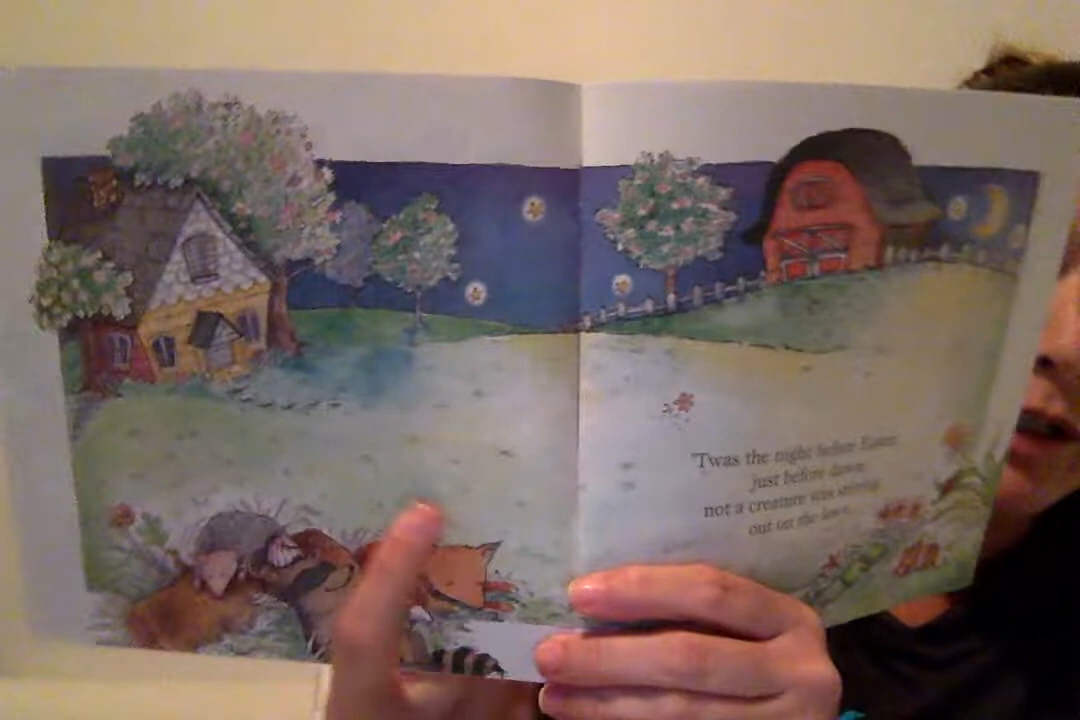 'Twas the night before Easter
just before dawn,
not a creature was stirring
out on the lawn.